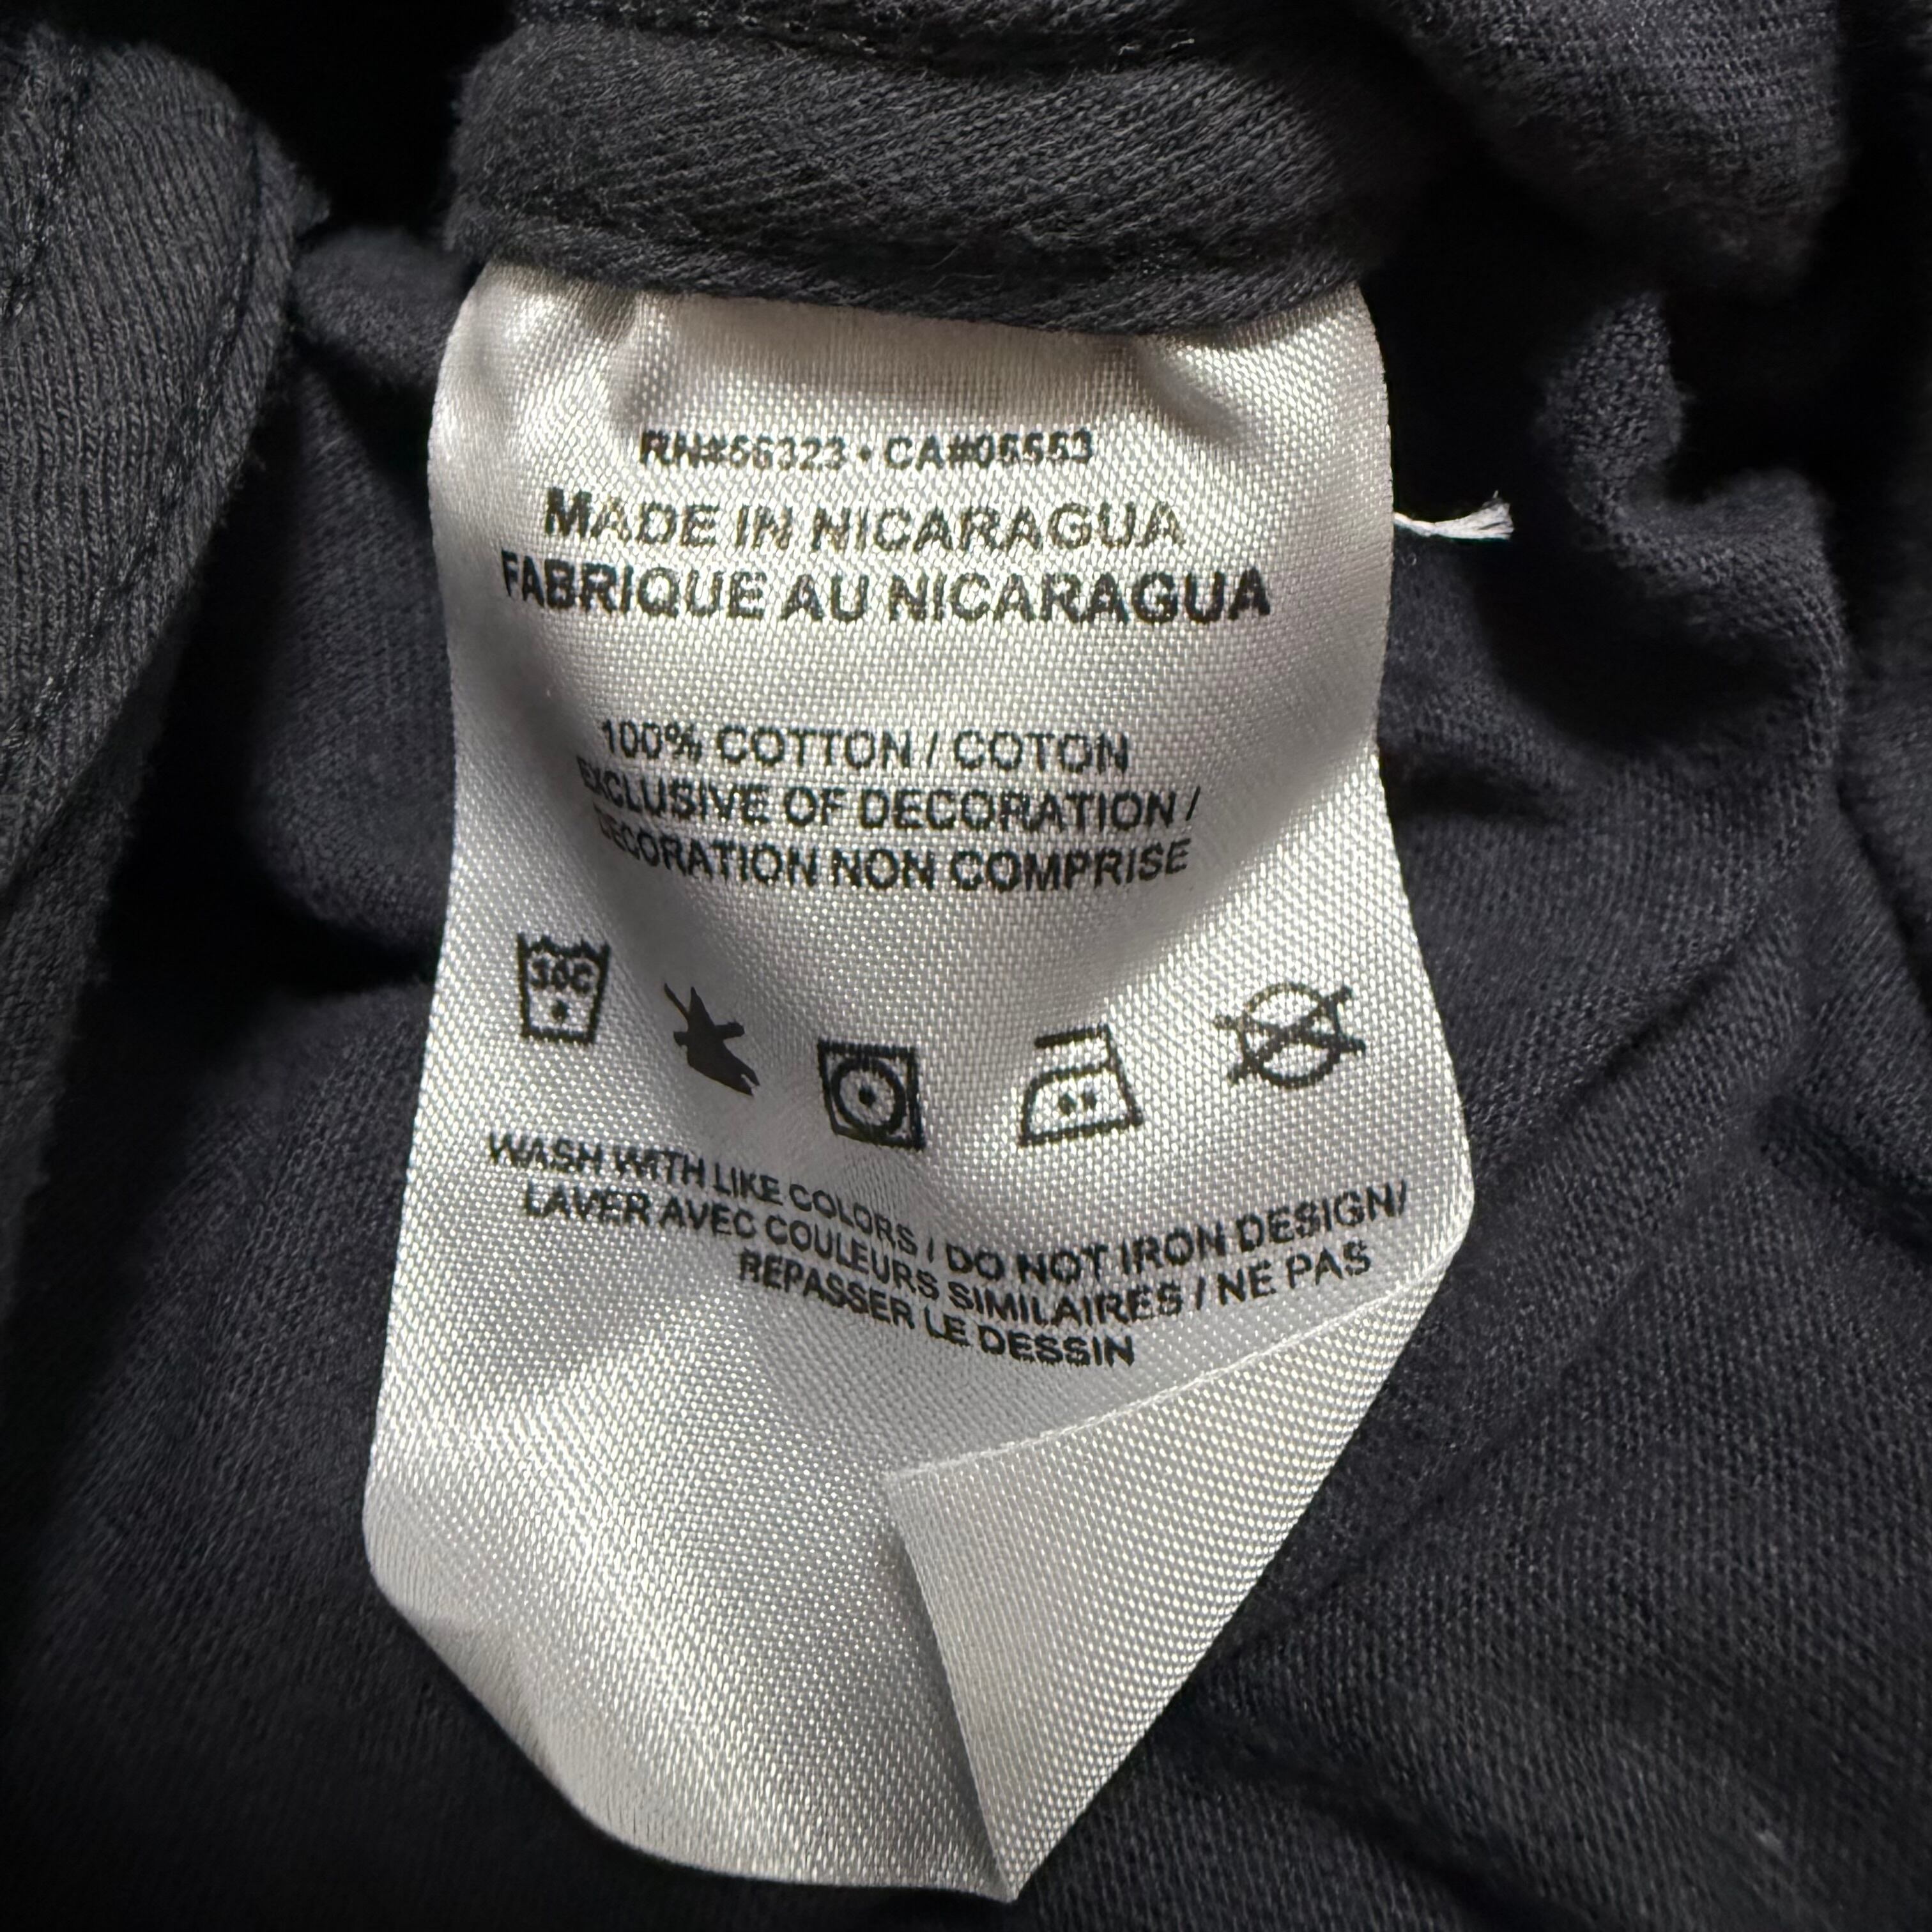 RN#56323 • CA#05553
MADE IN NICARAGUA
FABRIQUE AU NICARAGUA
100% COTTON / COTON
EXCLUSIVE OF DECORATION /
DECORATION NON COMPRISE
30C
WASH WITH LIKE COLORS / DO NOT IRON DESIGN/
LAVER AVEC COULEURS SIMILAIRES / NE PAS
REPASSER LE DESSIN